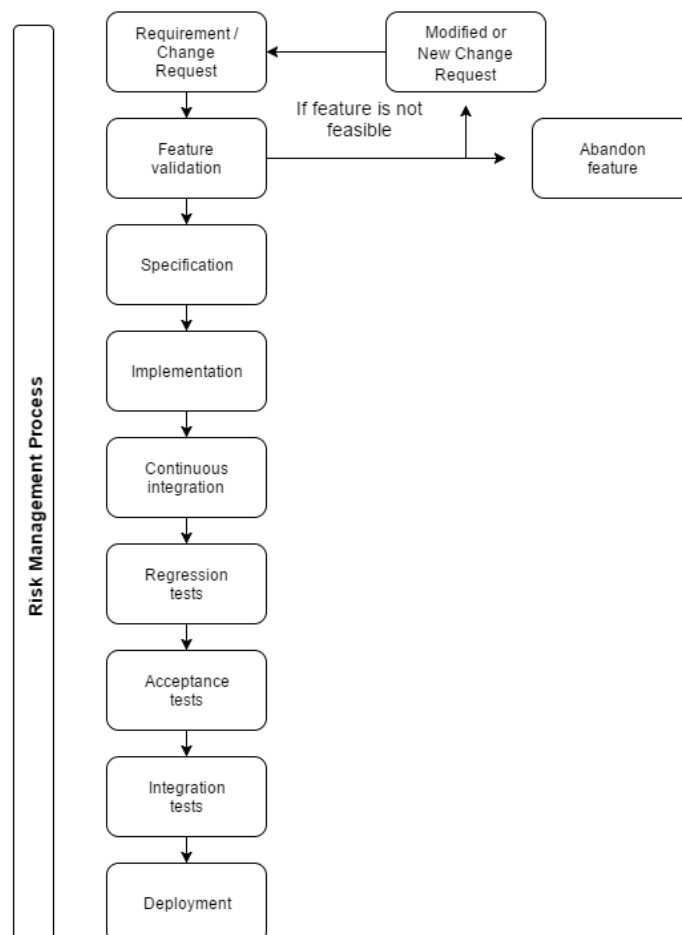 Requirement /
Change
Request
Modified or
New Change
Request
If feature is not
feasible
Feature
validation
Abandon
feature
Specification
Implementation
Continuous
integration
Regression
tests
Acceptance
tests
Integration
tests
Deployment
Risk Management Process